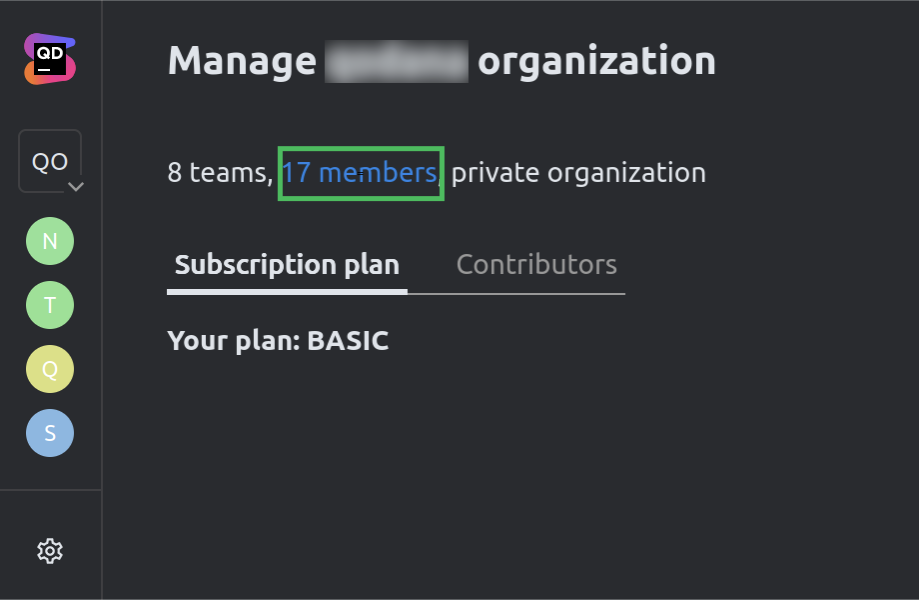 QD
QO
N
T
Q
S
Manage organization
8 teams, 17 members, private organization
Subscription plan
Contributors
Your plan: BASIC